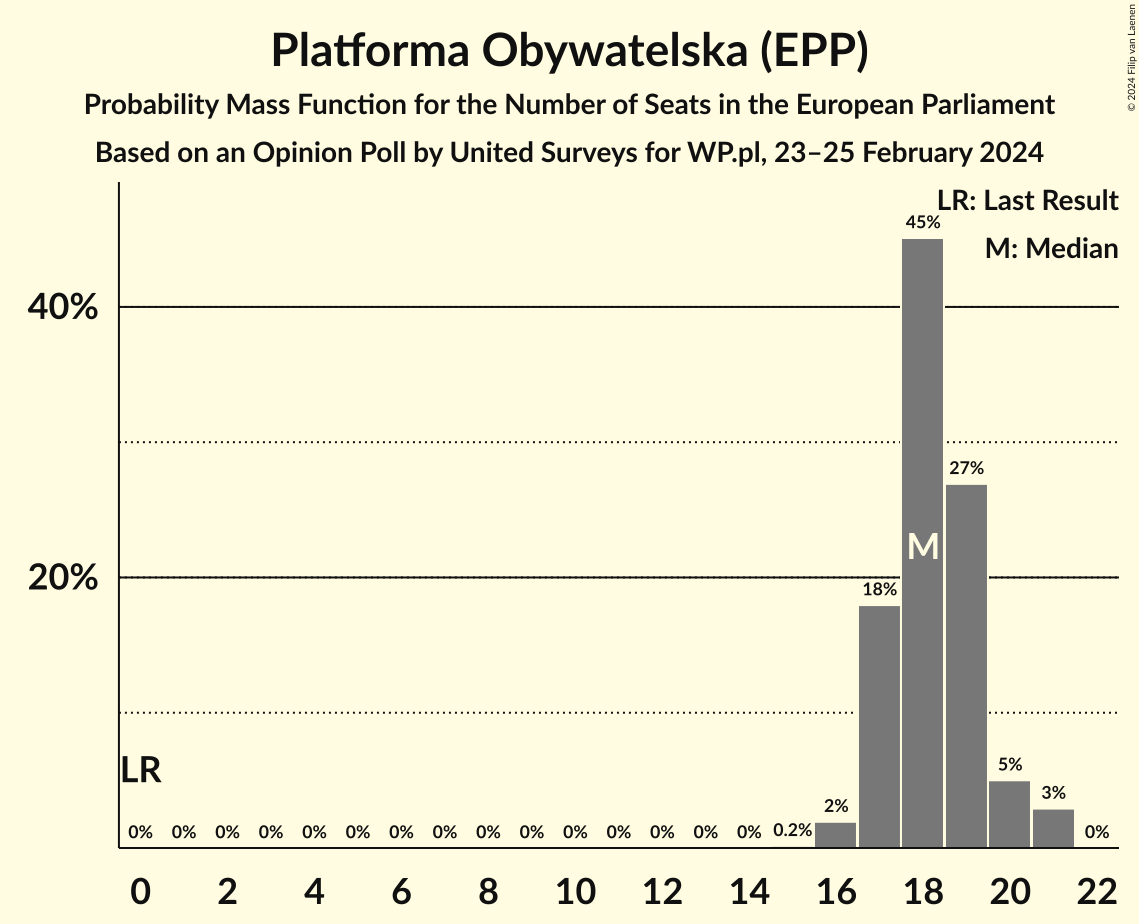 Platforma Obywatelska (EPP)
Probability Mass Function for the Number of Seats in the European Parliament
Based on an Opinion Poll by United Surveys for WP.pl, 23–25 February 2024
© 2024 Filip van Laenen
LR: Last Result
M: Median
40%
20%
45%
27%
18%
M
LR
5%
3%
2%
0% 0% 0% 0% 0% 0% 0% 0% 0% 0% 0% 0% 0% 0% 0% 0.2% 0%
0 2 4 6 8 10 12 14 16 18 20 22